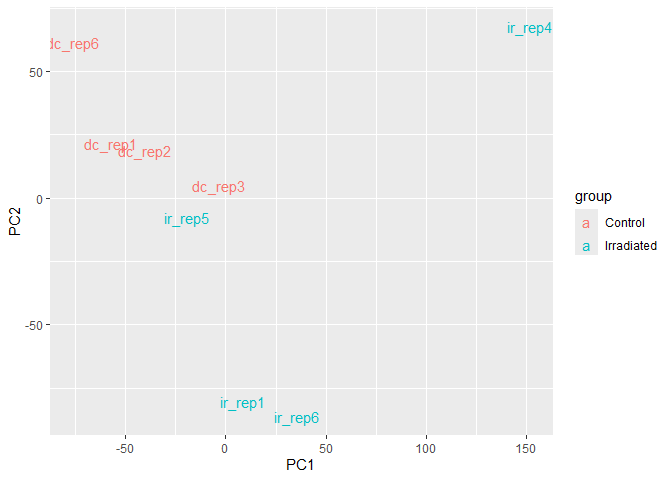 ir_rep4
dc_rep6
50
dc_rep1
dc_rep2
dc_rep3
0
ir_rep5
-50
ir_rep1
ir_rep6
-50
0
50
100
150
PC1
PC2
group
a Control
a Irradiated